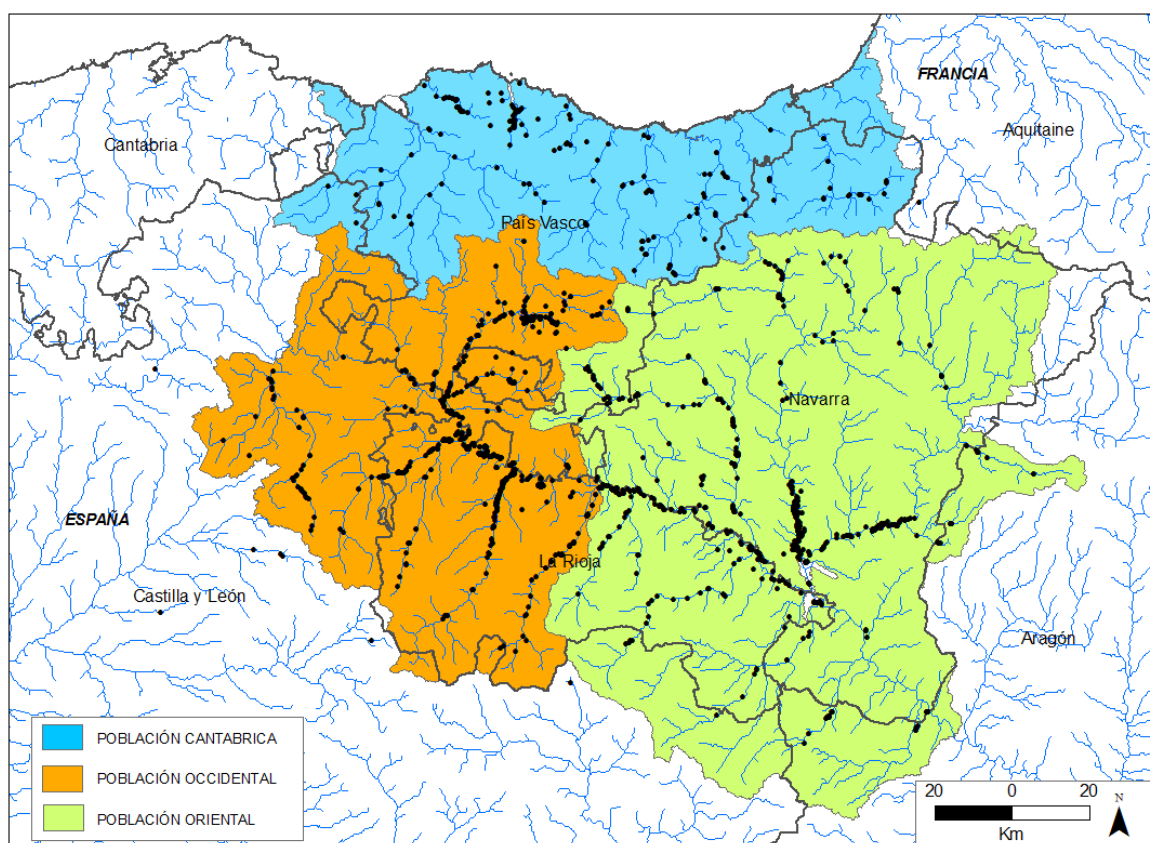 FRANCIA
Aquitaine
Cantabria
País Vasco
Navarra
ESPAÑA
La Rioja
Castilla y León
Aragón
POBLACIÓN CANTABRICA
POBLACIÓN OCCIDENTAL
POBLACIÓN ORIENTAL
20 0 20
Km
N